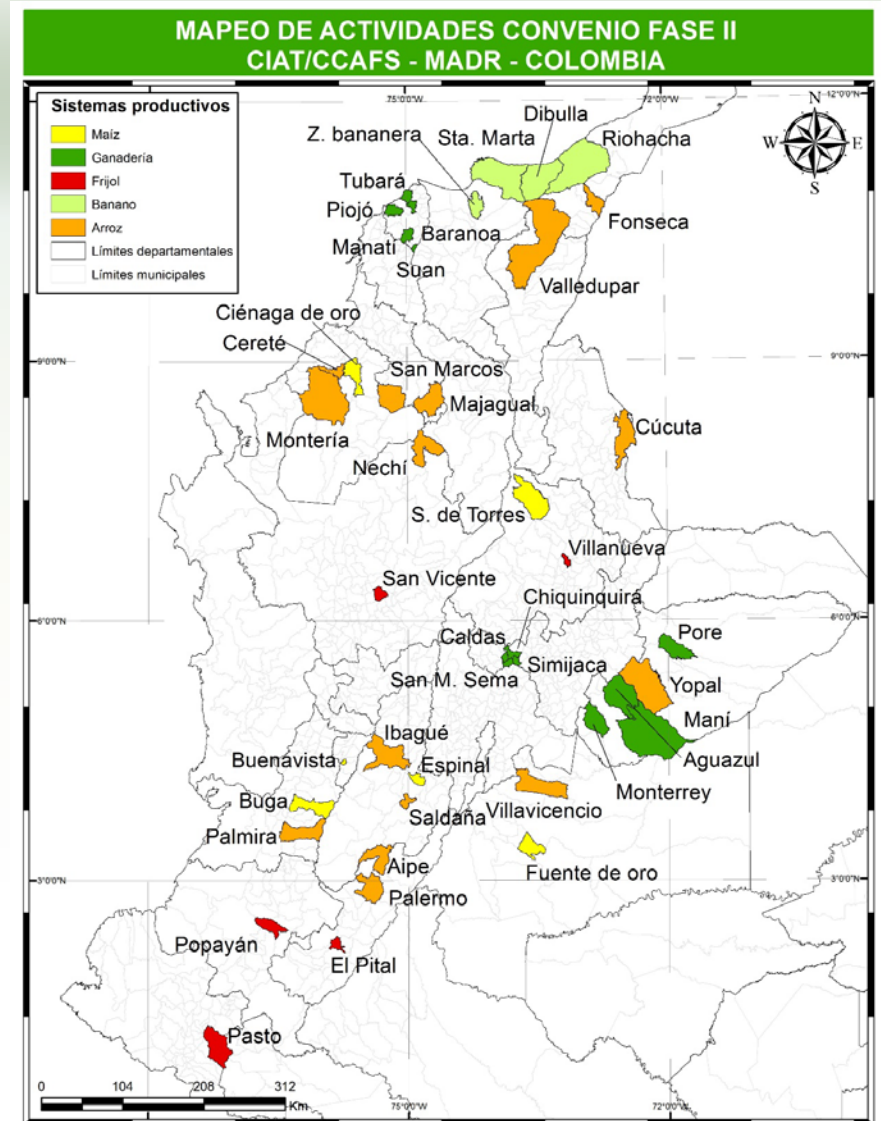 MAPEO DE ACTIVIDADES CONVENIO FASE II
CIAT/CCAFS - MADR - COLOMBIA
Sistemas productivos
Maíz
Ganadería
Frijol
Banano
Arroz
Límites departamentales
Límites municipales
75°0'0"W
72°0'0"W
12°0'0"N
N
W
E
S
Dibulla
Z. bananera
Sta. Marta
Riohacha
Tubará
Piojó
Baranoa
Fonseca
Manatí
Suan
Valledupar
Ciénaga de oro
Cereté
9°0'0"N
9°0'0"N
San Marcos
Majagual
Montería
Cúcuta
Nechí
S. de Torres
Villanueva
San Vicente
Chiquinquirá
6°0'0"N
6°0'0"N
Caldas
Pore
Simijaca
San M. Sema
Yopal
Maní
Ibagué
Buenavista
Espinal
Aguazul
Monterrey
Buga
Saldaña
Villavicencio
Palmira
Aipe
Fuente de oro
3°0'0"N
3°0'0"N
Palermo
Popayán
El Pital
Pasto
0
104
208
312
Km
75°0'0"W
72°0'0"W